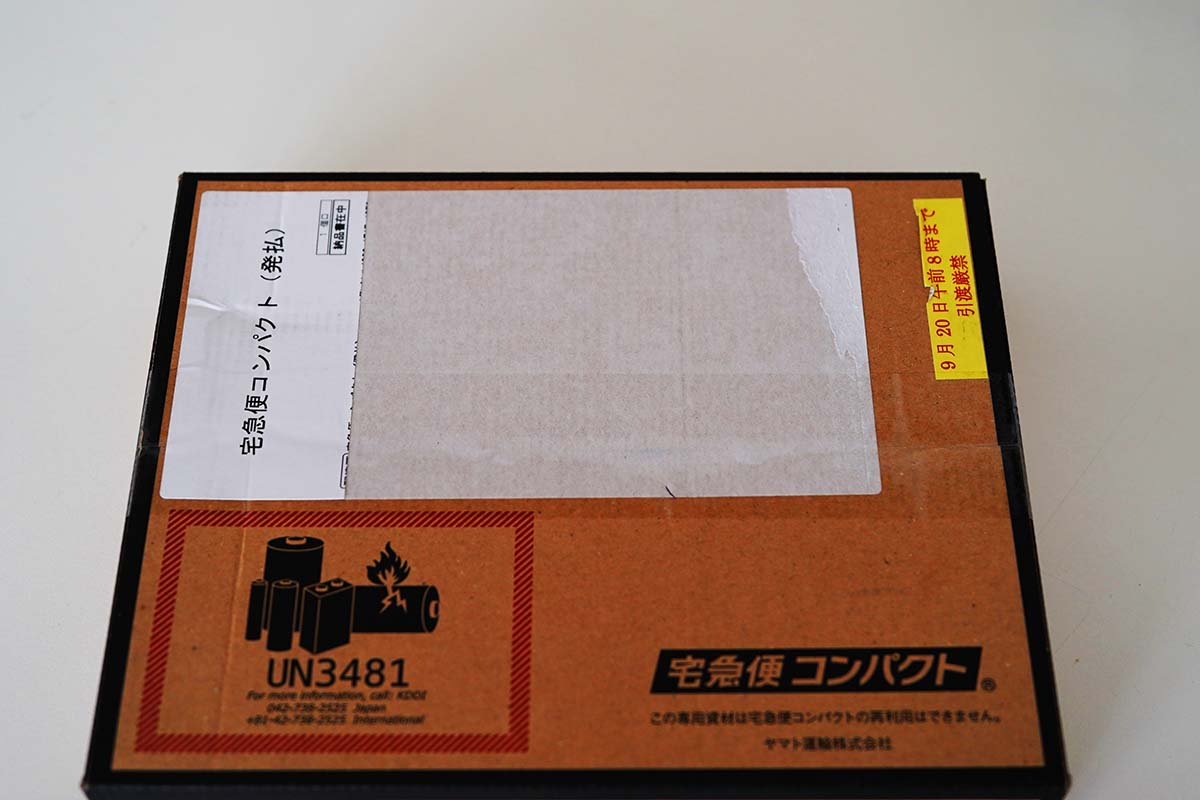 宅急便コンパクト（発払）
1 個口
納品書在中
9月20日午前8時まで
引渡厳禁
UN3481
For more information, call: KDDI
042-738-2525 Japan
+81-42-738-2525 International
宅急便コンパクト®
この専用資材は宅急便コンパクトの再利用はできません。
ヤマト運輸株式会社